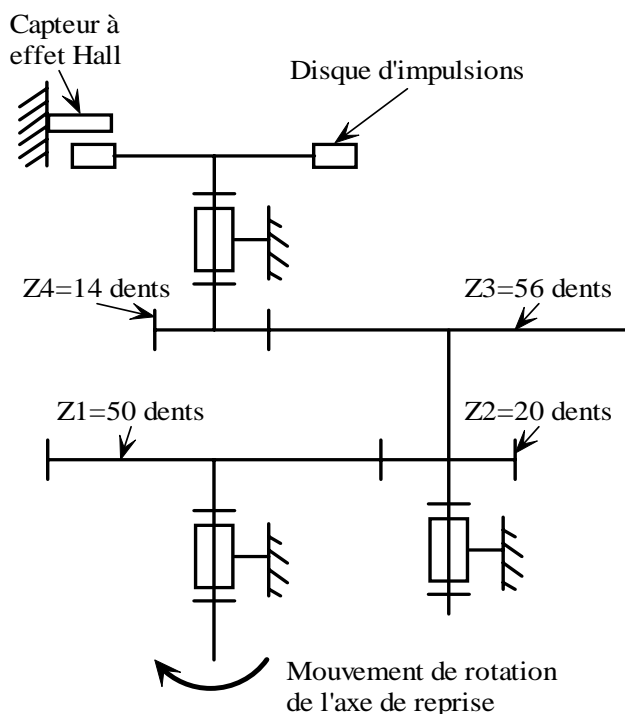 Capteur à
effet Hall
Disque d'impulsions
Z4=14 dents
Z3=56 dents
Z1=50 dents
Z2=20 dents
Mouvement de rotation
de l'axe de reprise